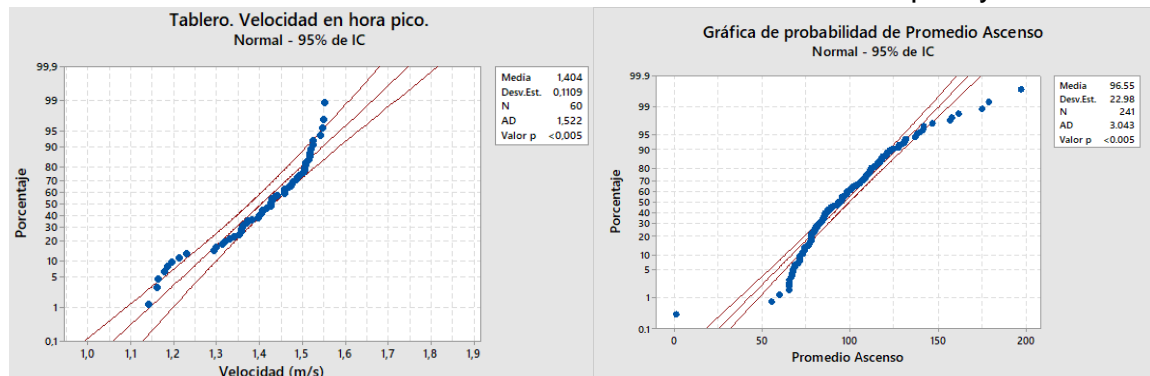 Tablero. Velocidad en hora pico.
Normal - 95% de IC
99,9
99
95
90
80
70
60
50
40
30
20
10
5
1
0,1
Porcentaje
1,0 1,1 1,2 1,3 1,4 1,5 1,6 1,7 1,8 1,9
Velocidad (m/s)
Media 1,404
Desv.Est. 0,1109
N 60
AD 1,522
Valor p <0,005
Gráfica de probabilidad de Promedio Ascenso
Normal - 95% de IC
99.9
99
95
90
80
70
60
50
40
30
20
10
5
1
0.1
Porcentaje
0 50 100 150 200
Promedio Ascenso
Media 96.55
Desv.Est. 22.98
N 241
AD 3.043
Valor p <0.005